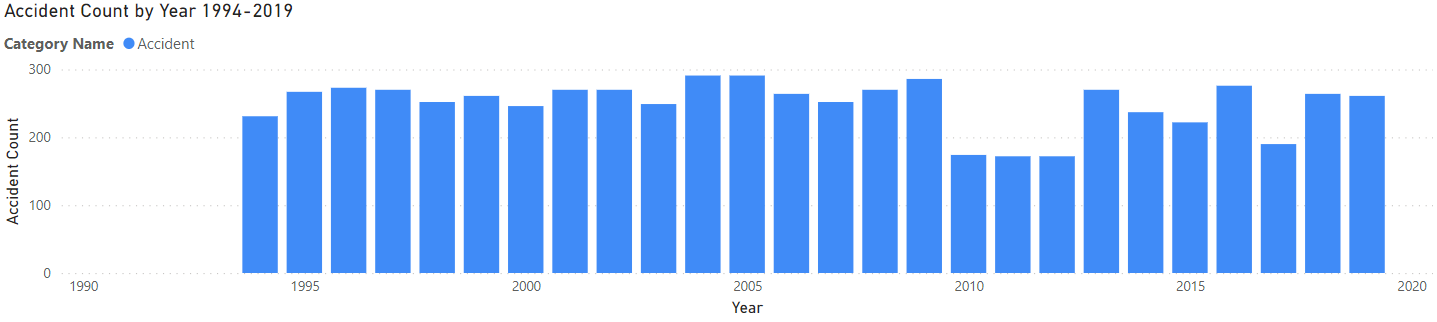 Accident Count by Year 1994-2019
Category Name Accident
300
200
100
0
Accident Count
1990 1995 2000 2005 2010 2015 2020
Year